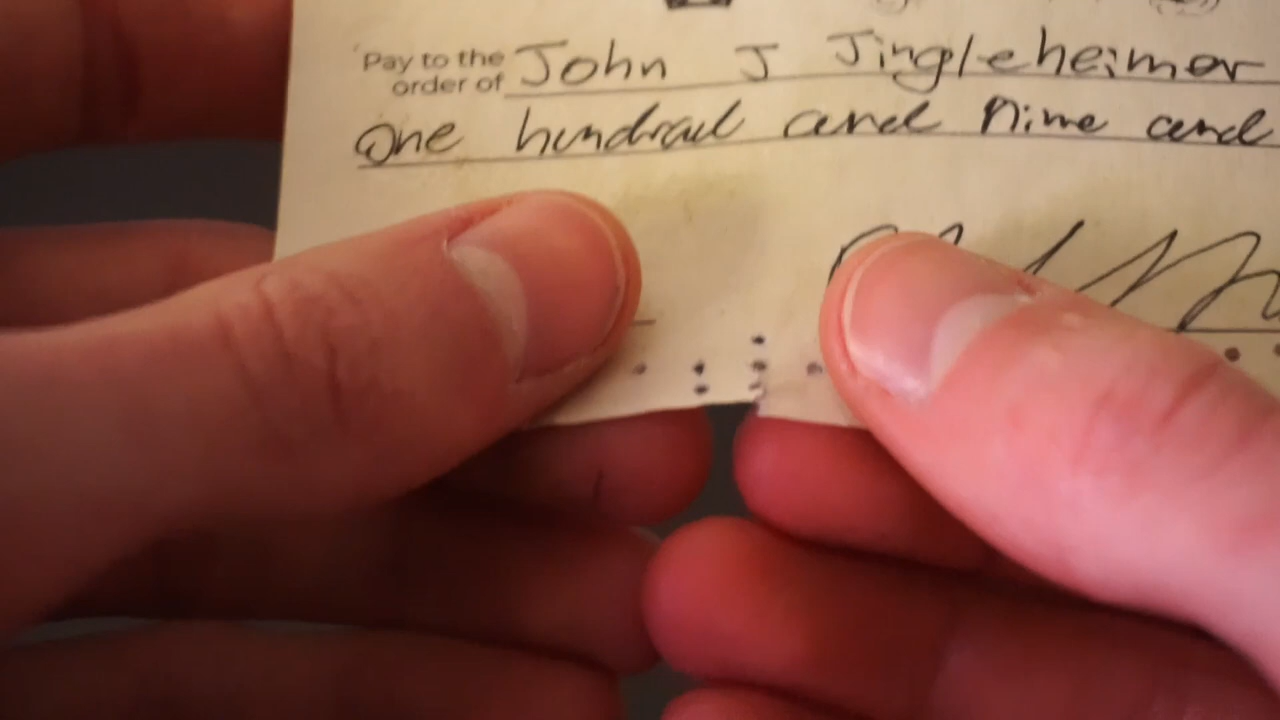 Pay to the
order of John J Jingleheimer
One hundred and nine and